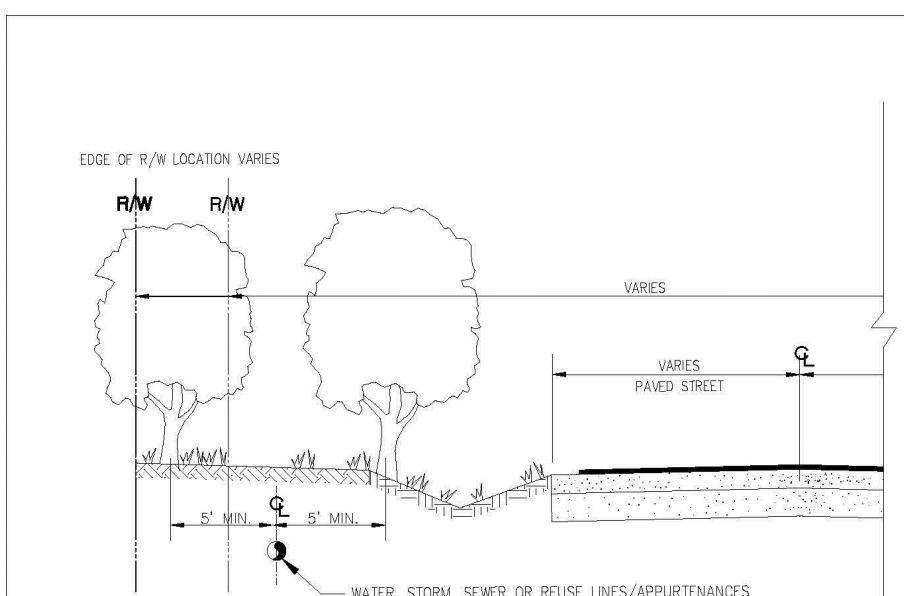 EDGE OF R/W LOCATION VARIES
R/W R/W
VARIES
VARIES
℄
PAVED STREET
℄
5' MIN. 5' MIN.
WATER, STORM, SEWER OR REUSE LINES/APPURTENANCES